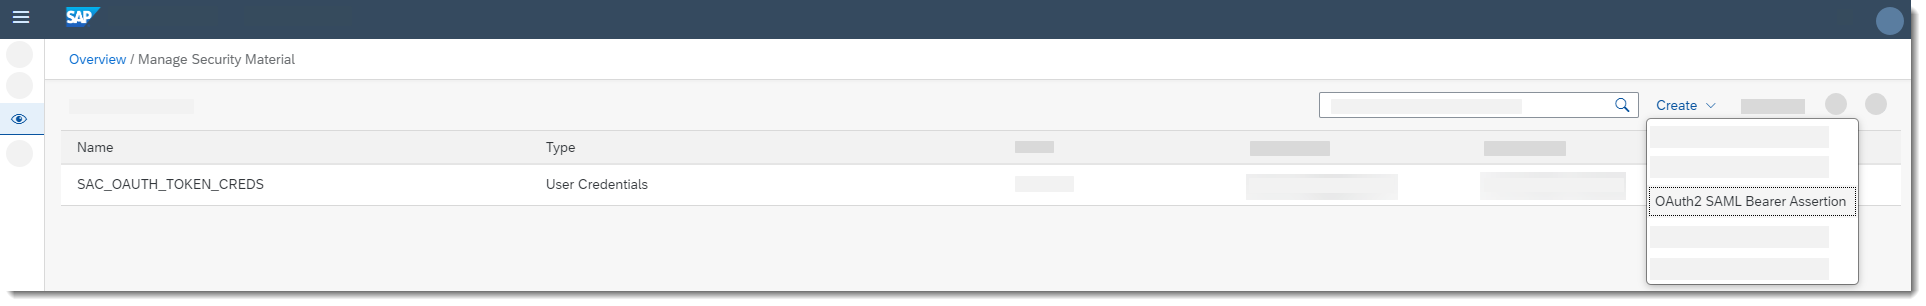 SAP
Overview / Manage Security Material
Create
Name Type
SAC_OAUTH_TOKEN_CREDS User Credentials
OAuth2 SAML Bearer Assertion